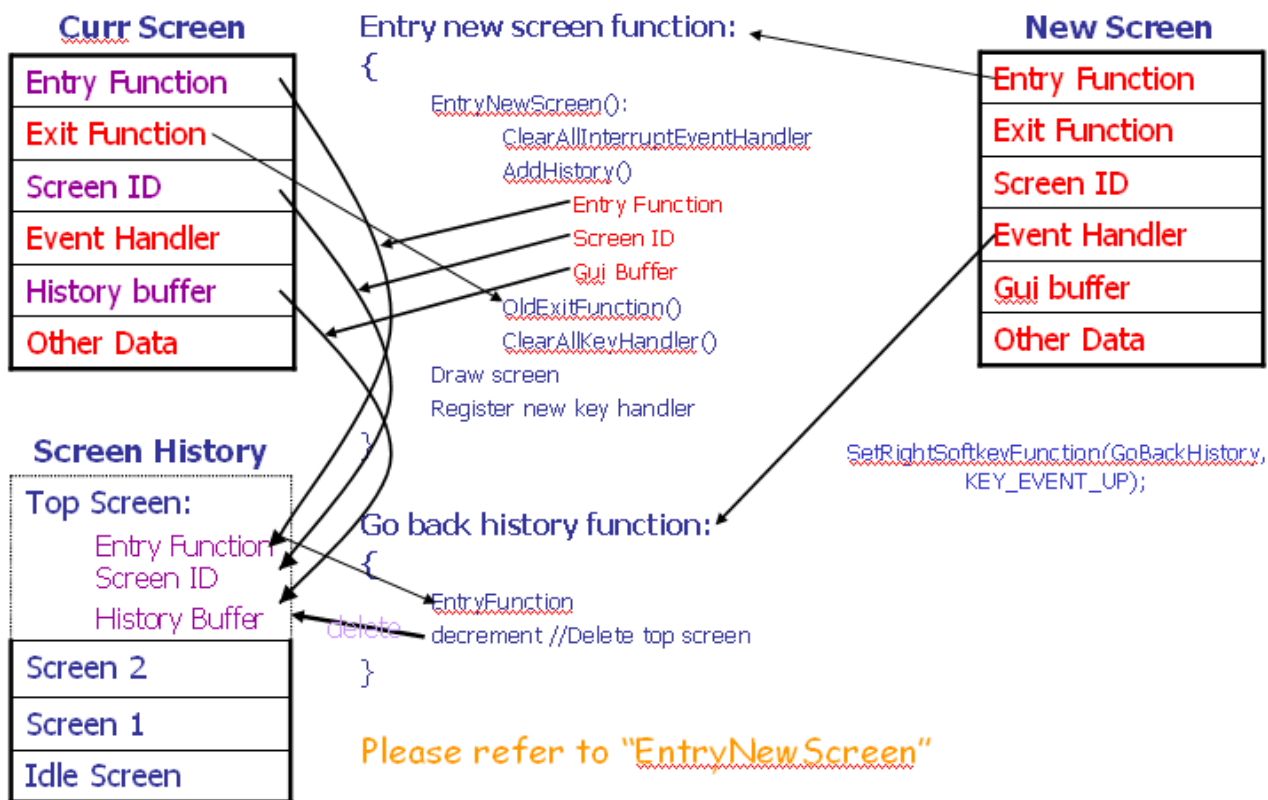 Curr Screen
Entry Function
Exit Function
Screen ID
Event Handler
History buffer
Other Data
Entry new screen function:
{
EntryNewScreen():
ClearAllInterruptEventHandler
AddHistory()
Entry Function
Screen ID
Gui Buffer
OldExitFunction()
ClearAllKeyHandler()
Draw screen
Register new key handler
}
New Screen
Entry Function
Exit Function
Screen ID
Event Handler
Gui buffer
Other Data
SetRightSoftkeyFunction(GoBackHistory,
KEY_EVENT_UP);
Screen History
Top Screen:
Entry Function
Screen ID
History Buffer
Screen 2
Screen 1
Idle Screen
Go back history function:
{
EntryFunction
delete
decrement //Delete top screen
}
Please refer to “EntryNewScreen”